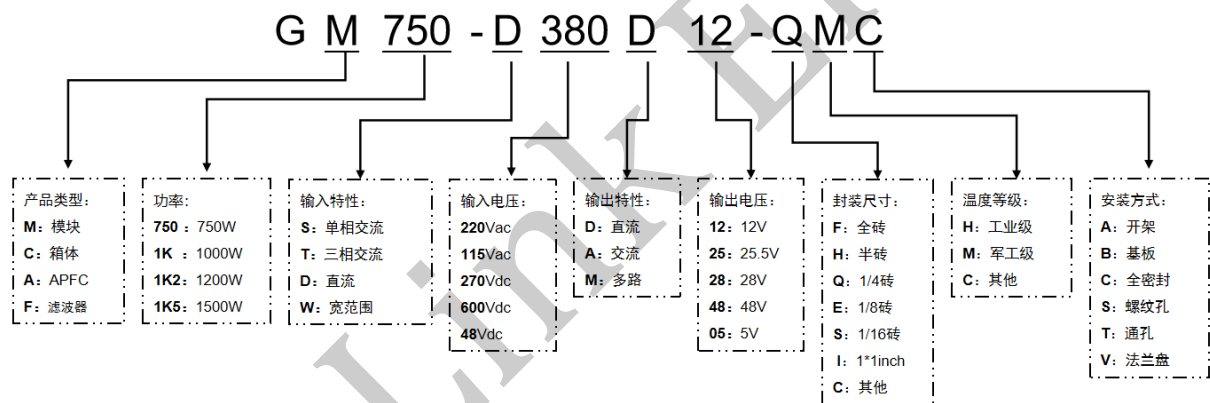 G M 750 - D 380 D 12 - Q M C
产品类型：
M：模块
C：箱体
A：APFC
F：滤波器
功率：
750 ：750W
1K ：1000W
1K2：1200W
1K5：1500W
输入特性：
S：单相交流
T：三相交流
D：直流
W：宽范围
输入电压：
220Vac
115Vac
270Vdc
600Vdc
48Vdc
输出特性：
D：直流
A：交流
M：多路
输出电压：
12：12V
25：25.5V
28：28V
48：48V
05：5V
封装尺寸：
F：全砖
H：半砖
Q：1/4砖
E：1/8砖
S：1/16砖
I：1*1inch
C：其他
温度等级：
H：工业级
M：军工级
C：其他
安装方式：
A：开架
B：基板
C：全密封
S：螺纹孔
T：通孔
V：法兰盘
Link